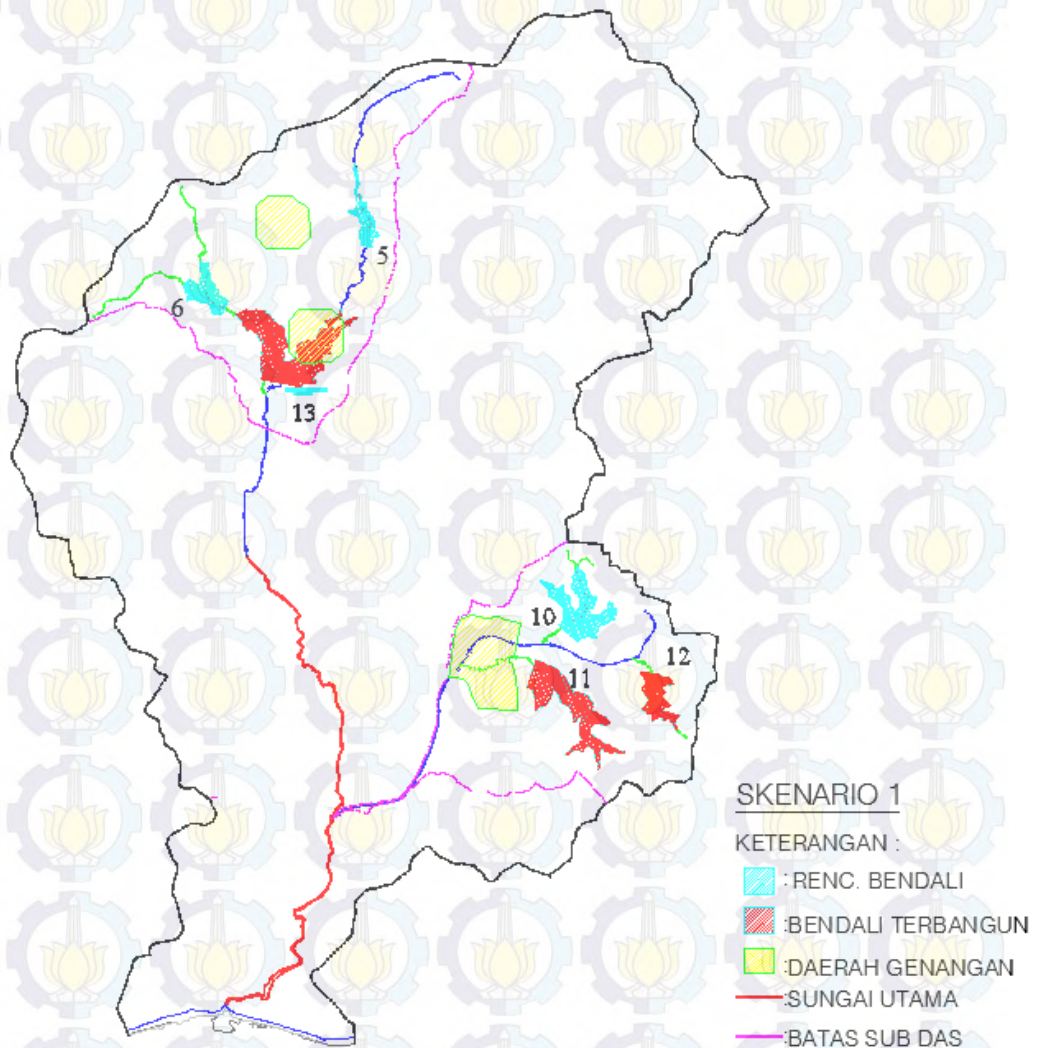 5
6
13
10
12
11
SKENARIO 1
KETERANGAN :
: RENC. BENDALI
:BENDALI TERBANGUN
:DAERAH GENANGAN
:SUNGAI UTAMA
:BATAS SUB DAS